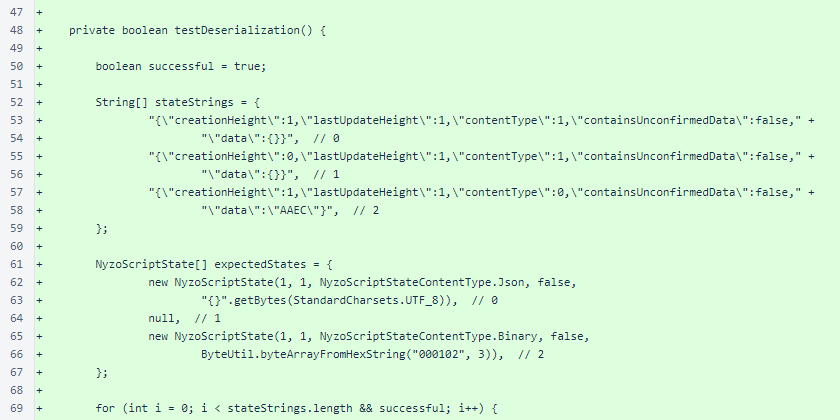 47 +
48 + private boolean testDeserialization() {
49 +
50 + boolean successful = true;
51 +
52 + String[] stateStrings = {
53 + "{\"creationHeight\":1,\"lastUpdateHeight\":1,\"contentType\":1,\"containsUnconfirmedData\":false," +
54 + "\"data\":{}}", // 0
55 + "{\"creationHeight\":0,\"lastUpdateHeight\":1,\"contentType\":1,\"containsUnconfirmedData\":false," +
56 + "\"data\":{}}", // 1
57 + "{\"creationHeight\":1,\"lastUpdateHeight\":1,\"contentType\":0,\"containsUnconfirmedData\":false," +
58 + "\"data\":\"AAEC\"}", // 2
59 + };
60 +
61 + NyzoScriptState[] expectedStates = {
62 + new NyzoScriptState(1, 1, NyzoScriptStateContentType.Json, false,
63 + "{}".getBytes(StandardCharsets.UTF_8)), // 0
64 + null, // 1
65 + new NyzoScriptState(1, 1, NyzoScriptStateContentType.Binary, false,
66 + ByteUtil.byteArrayFromHexString("000102", 3)), // 2
67 + };
68 +
69 + for (int i = 0; i < stateStrings.length && successful; i++) {